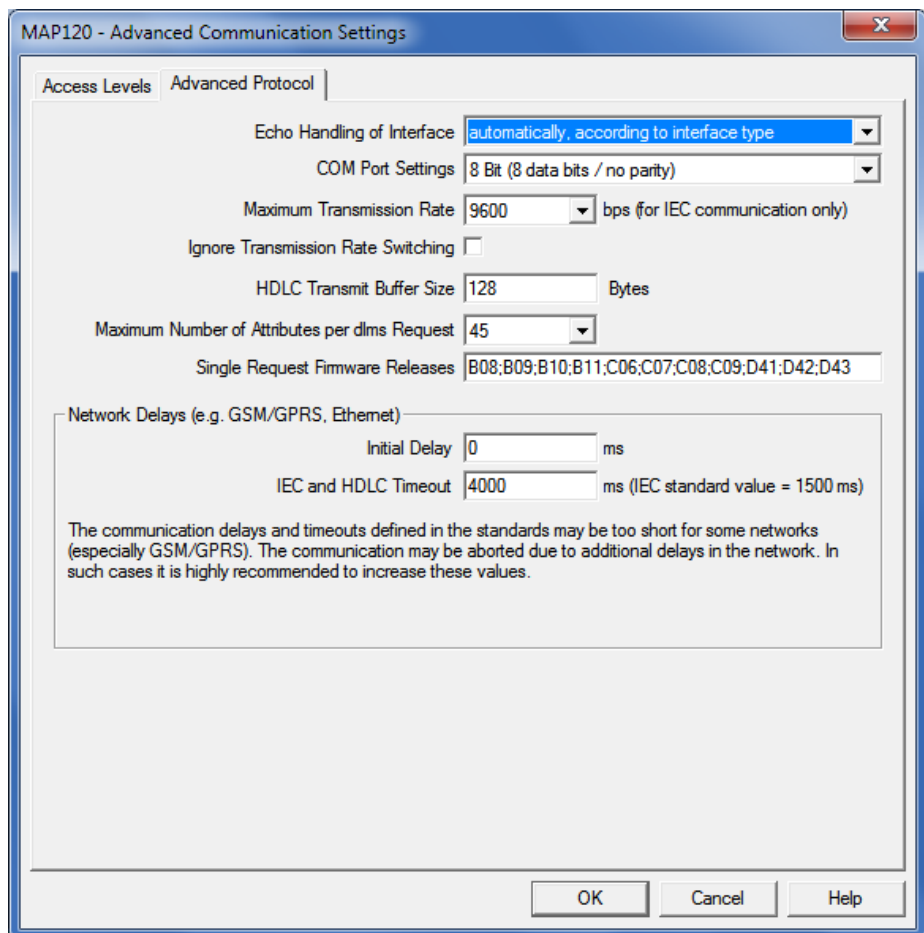 MAP120 - Advanced Communication Settings
Access Levels Advanced Protocol
Echo Handling of Interface automatically, according to interface type
COM Port Settings 8 Bit (8 data bits / no parity)
Maximum Transmission Rate 9600 bps (for IEC communication only)
Ignore Transmission Rate Switching
HDLC Transmit Buffer Size 128 Bytes
Maximum Number of Attributes per dlms Request 45
Single Request Firmware Releases B08;B09;B10;B11;C06;C07;C08;C09;D41;D42;D43
Network Delays (e.g. GSM/GPRS, Ethernet)
Initial Delay 0 ms
IEC and HDLC Timeout 4000 ms (IEC standard value = 1500 ms)
The communication delays and timeouts defined in the standards may be too short for some networks
(especially GSM/GPRS). The communication may be aborted due to additional delays in the network. In
such cases it is highly recommended to increase these values.
OK Cancel Help